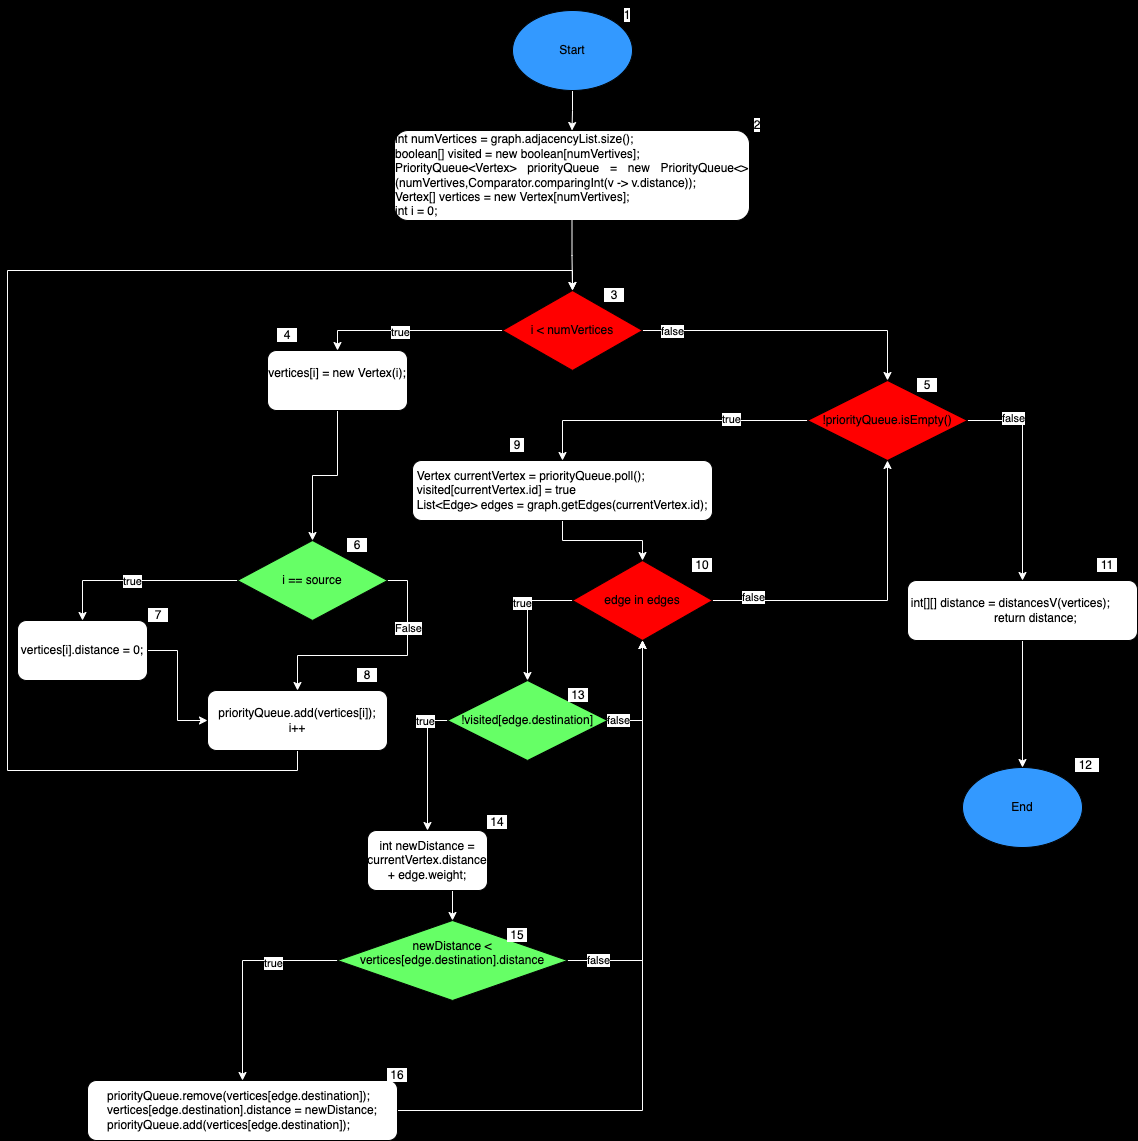 1
Start
2
int numVertices = graph.adjacencyList.size();
boolean[] visited = new boolean[numVertives];
PriorityQueue<Vertex> priorityQueue = new PriorityQueue<>
(numVertives,Comparator.comparingInt(v -> v.distance));
Vertex[] vertices = new Vertex[numVertives];
int i = 0;
3
i < numVertices
true
false
4
vertices[i] = new Vertex(i);
5
!priorityQueue.isEmpty()
true
false
9
Vertex currentVertex = priorityQueue.poll();
visited[currentVertex.id] = true
List<Edge> edges = graph.getEdges(currentVertex.id);
6
i == source
true
False
10
edge in edges
true
false
11
int[][] distance = distancesV(vertices);
return distance;
7
vertices[i].distance = 0;
8
priorityQueue.add(vertices[i]);
i++
13
!visited[edge.destination]
true
false
12
End
14
int newDistance =
currentVertex.distance
+ edge.weight;
15
newDistance <
vertices[edge.destination].distance
true
false
16
priorityQueue.remove(vertices[edge.destination]);
vertices[edge.destination].distance = newDistance;
priorityQueue.add(vertices[edge.destination]);